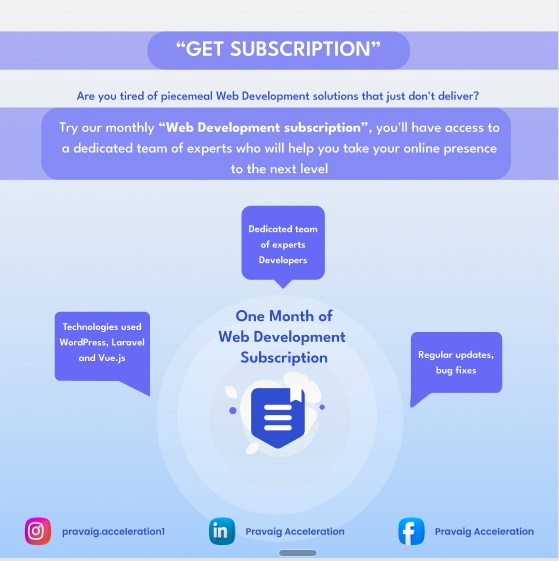 “GET SUBSCRIPTION”
Are you tired of piecemeal Web Development solutions that just don't deliver?
Try our monthly “Web Development subscription”, you'll have access to
a dedicated team of experts who will help you take your online presence
to the next level
Dedicated team
of experts
Developers
One Month of
Web Development
Subscription
Technologies used
WordPress, Laravel
and Vue.js
Regular updates,
bug fixes
pravaig.acceleration1
in
Pravaig Acceleration
f
Pravaig Acceleration